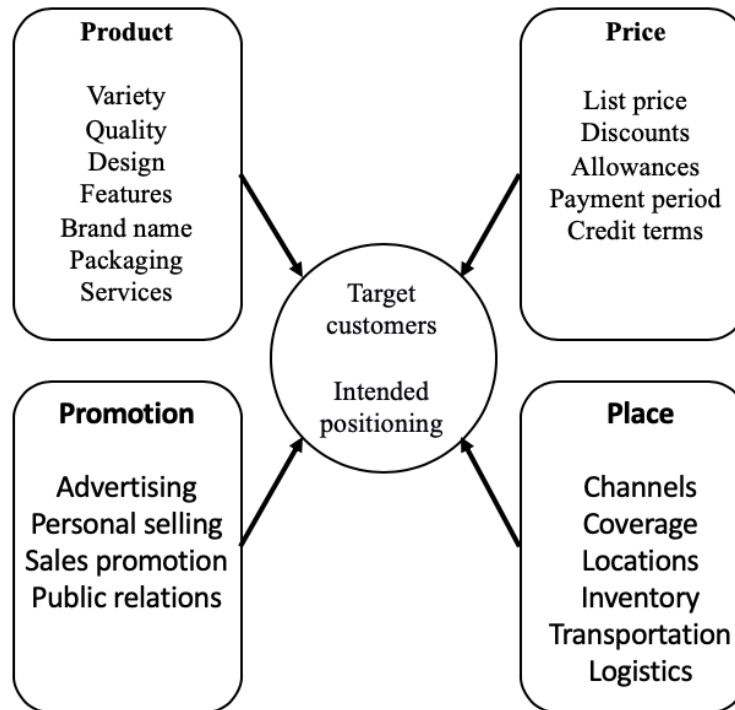 Product
Variety
Quality
Design
Features
Brand name
Packaging
Services
Price
List price
Discounts
Allowances
Payment period
Credit terms
Target
customers
Intended
positioning
Promotion
Advertising
Personal selling
Sales promotion
Public relations
Place
Channels
Coverage
Locations
Inventory
Transportation
Logistics